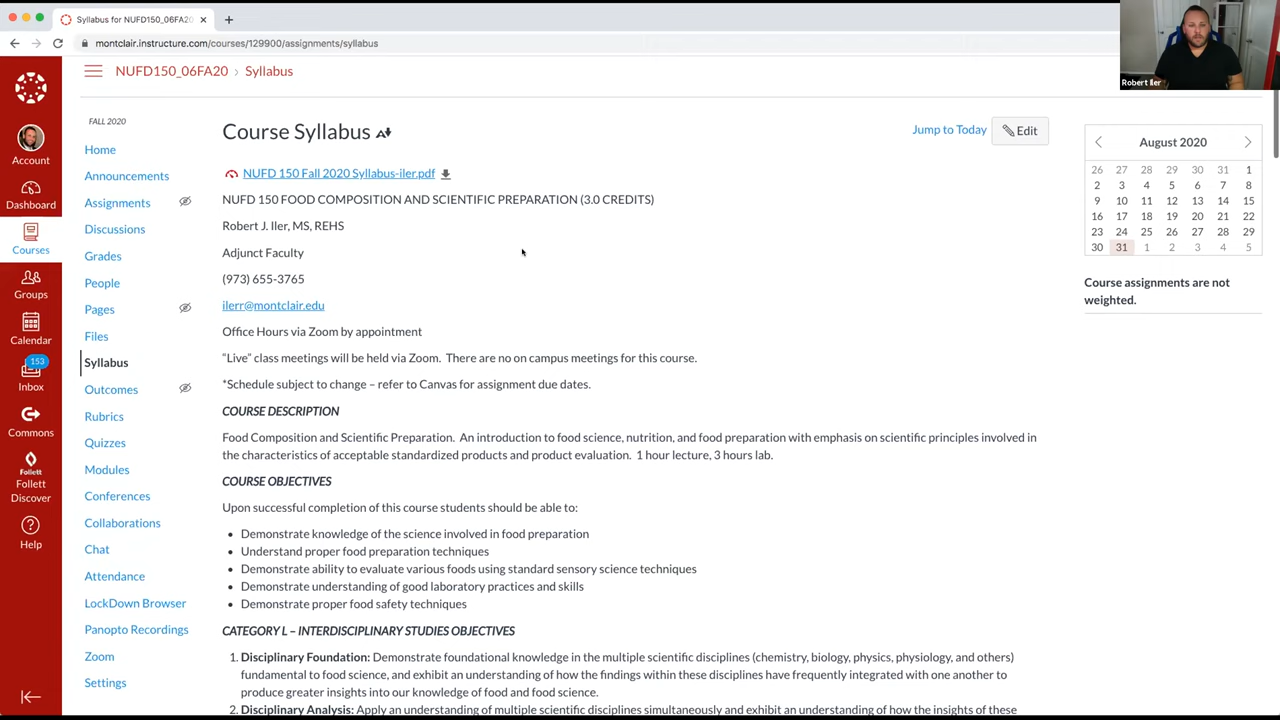 Syllabus for NUFD150_06FA20
montclair.instructure.com/courses/129900/assignments/syllabus
Robert Iler
NUFD150_06FA20 › Syllabus
Account
Dashboard
Courses
Groups
Calendar
153
Inbox
Commons
Follett
Follett
Discover
Help
FALL 2020
Home
Announcements
Assignments
Discussions
Grades
People
Pages
Files
Syllabus
Outcomes
Rubrics
Quizzes
Modules
Conferences
Collaborations
Chat
Attendance
LockDown Browser
Panopto Recordings
Zoom
Settings
Course Syllabus
Jump to Today
Edit
NUFD 150 Fall 2020 Syllabus-iler.pdf
NUFD 150 FOOD COMPOSITION AND SCIENTIFIC PREPARATION (3.0 CREDITS)
Robert J. Iler, MS, REHS
Adjunct Faculty
(973) 655-3765
ilerr@montclair.edu
Office Hours via Zoom by appointment
"Live" class meetings will be held via Zoom. There are no on campus meetings for this course.
*Schedule subject to change – refer to Canvas for assignment due dates.
COURSE DESCRIPTION
Food Composition and Scientific Preparation. An introduction to food science, nutrition, and food preparation with emphasis on scientific principles involved in
the characteristics of acceptable standardized products and product evaluation. 1 hour lecture, 3 hours lab.
COURSE OBJECTIVES
Upon successful completion of this course students should be able to:
• Demonstrate knowledge of the science involved in food preparation
• Understand proper food preparation techniques
• Demonstrate ability to evaluate various foods using standard sensory science techniques
• Demonstrate understanding of good laboratory practices and skills
• Demonstrate proper food safety techniques
CATEGORY L – INTERDISCIPLINARY STUDIES OBJECTIVES
1. Disciplinary Foundation: Demonstrate foundational knowledge in the multiple scientific disciplines (chemistry, biology, physics, physiology, and others)
fundamental to food science, and exhibit an understanding of how the findings within these disciplines have frequently integrated with one another to
produce greater insights into our knowledge of food and food science.
2. Disciplinary Analysis: Apply an understanding of multiple scientific disciplines simultaneously and exhibit an understanding of how the insights of these
August 2020
26 27 28 29 30 31 1
2 3 4 5 6 7 8
9 10 11 12 13 14 15
16 17 18 19 20 21 22
23 24 25 26 27 28 29
30 31 1 2 3 4 5
Course assignments are not
weighted.